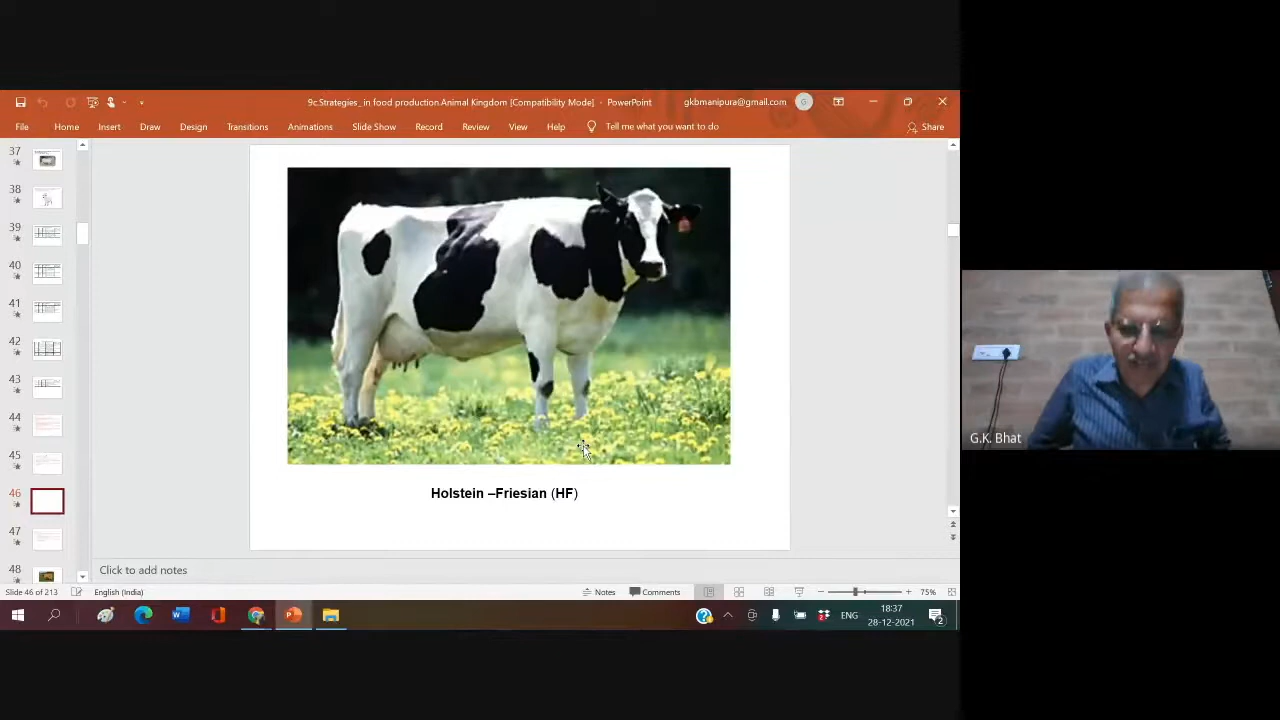 9c.Strategies_ in food production.Animal Kingdom [Compatibility Mode] - PowerPoint
gkbmanipura@gmail.com
G
File Home Insert Draw Design Transitions Animations Slide Show Record Review View Help Tell me what you want to do Share
37
38
39
40
41
42
43
44
45
46
47
48
Holstein –Friesian (HF)
G.K. Bhat
Click to add notes
Slide 46 of 213 English (India) Notes Comments 75%
ENG
18:37
28-12-2021
2